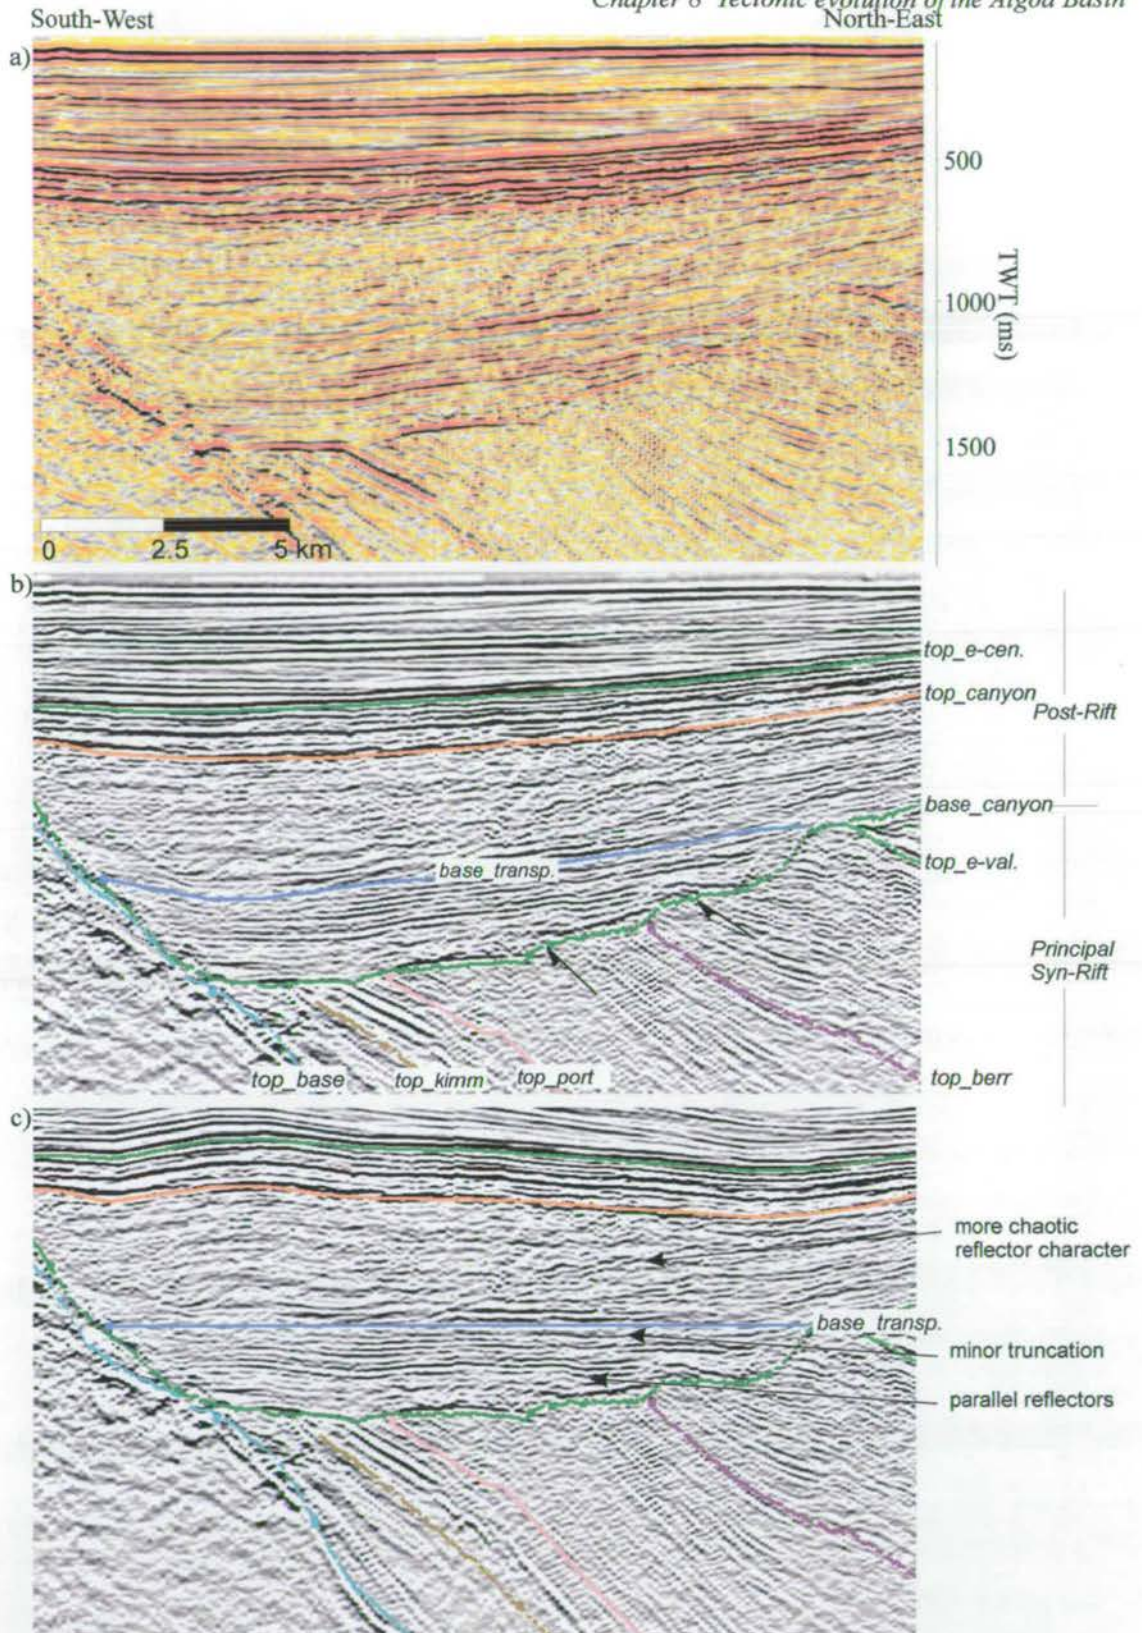 Chapter 8 Tectonic evolution of the Algoa Basin
South-West
North-East
a)
500
TWT (ms)
1000
1500
0 2.5 5 km
b)
top_e-cen.
top_canyon
Post-Rift
base_canyon
base_transp.
top_e-val.
Principal
Syn-Rift
top_base
top_kimm
top_port
top_berr
c)
more chaotic
reflector character
base_transp.
minor truncation
parallel reflectors